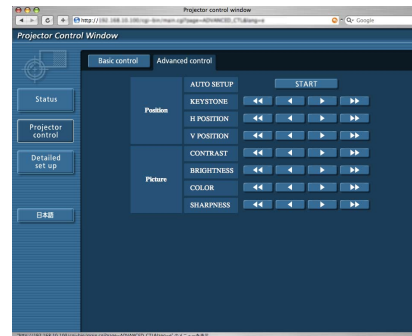 Projector control window
Google
Projector Control Window
Basic control
Advanced control
Status
Projector
control
Detailed
set up
日本語
Position
AUTO SETUP
START
KEYSTONE
H POSITION
V POSITION
Picture
CONTRAST
BRIGHTNESS
COLOR
SHARPNESS